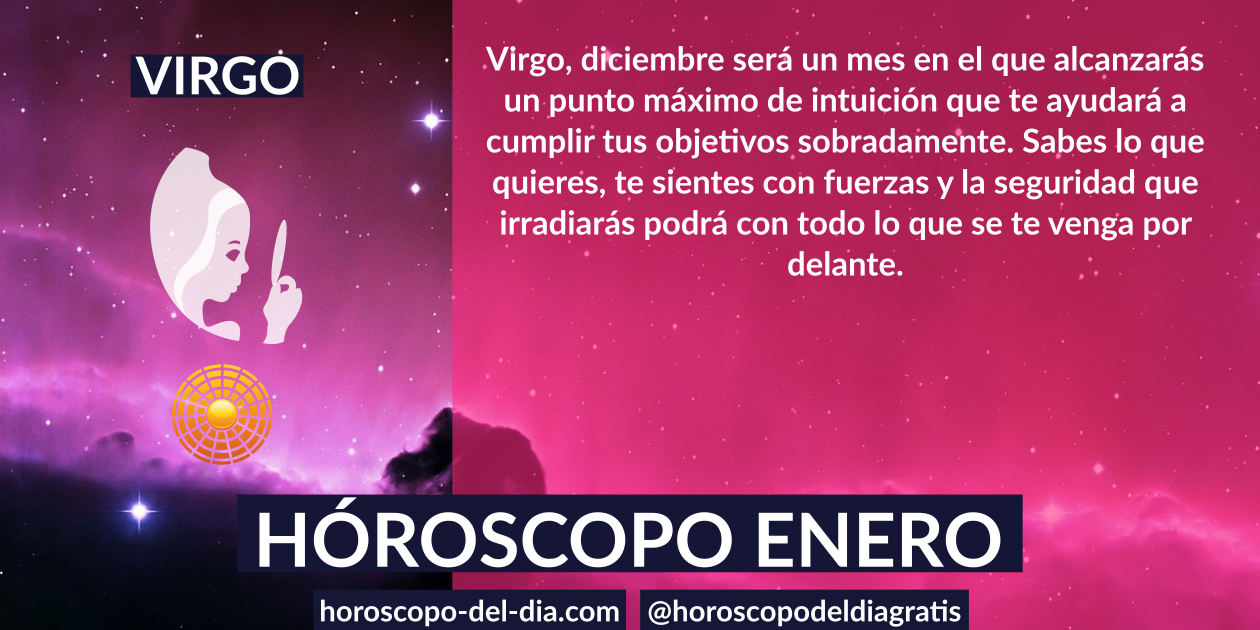 VIRGO
Virgo, diciembre será un mes en el que alcanzarás
un punto máximo de intuición que te ayudará a
cumplir tus objetivos sobradamente. Sabes lo que
quieres, te sientes con fuerzas y la seguridad que
irradiarás podrá con todo lo que se te venga por
delante.
HÓROSCOPO ENERO
horoscopo-del-dia.com
@horoscopodeldiagratis